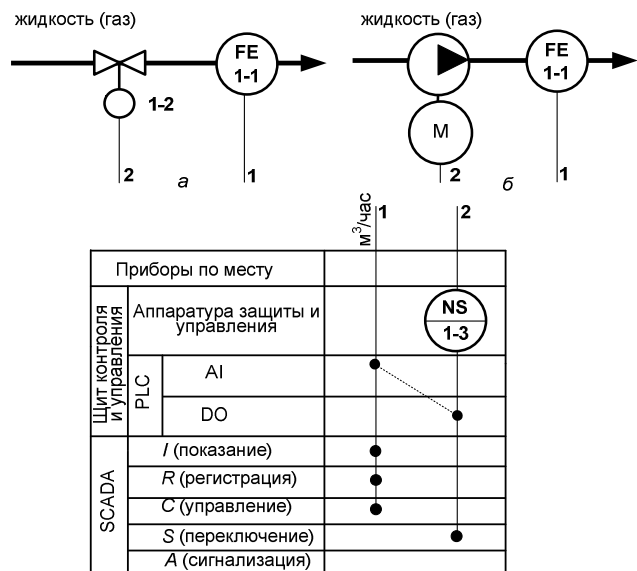 жидкость (газ)
FE
1-1
1-2
2
а
1
жидкость (газ)
FE
1-1
М
2
б
1
м³/час
1
2
Приборы по месту
Щит контроля
и управления
Аппаратура защиты и
управления
NS
1-3
PLC
AI
DO
SCADA
I (показание)
R (регистрация)
C (управление)
S (переключение)
A (сигнализация)